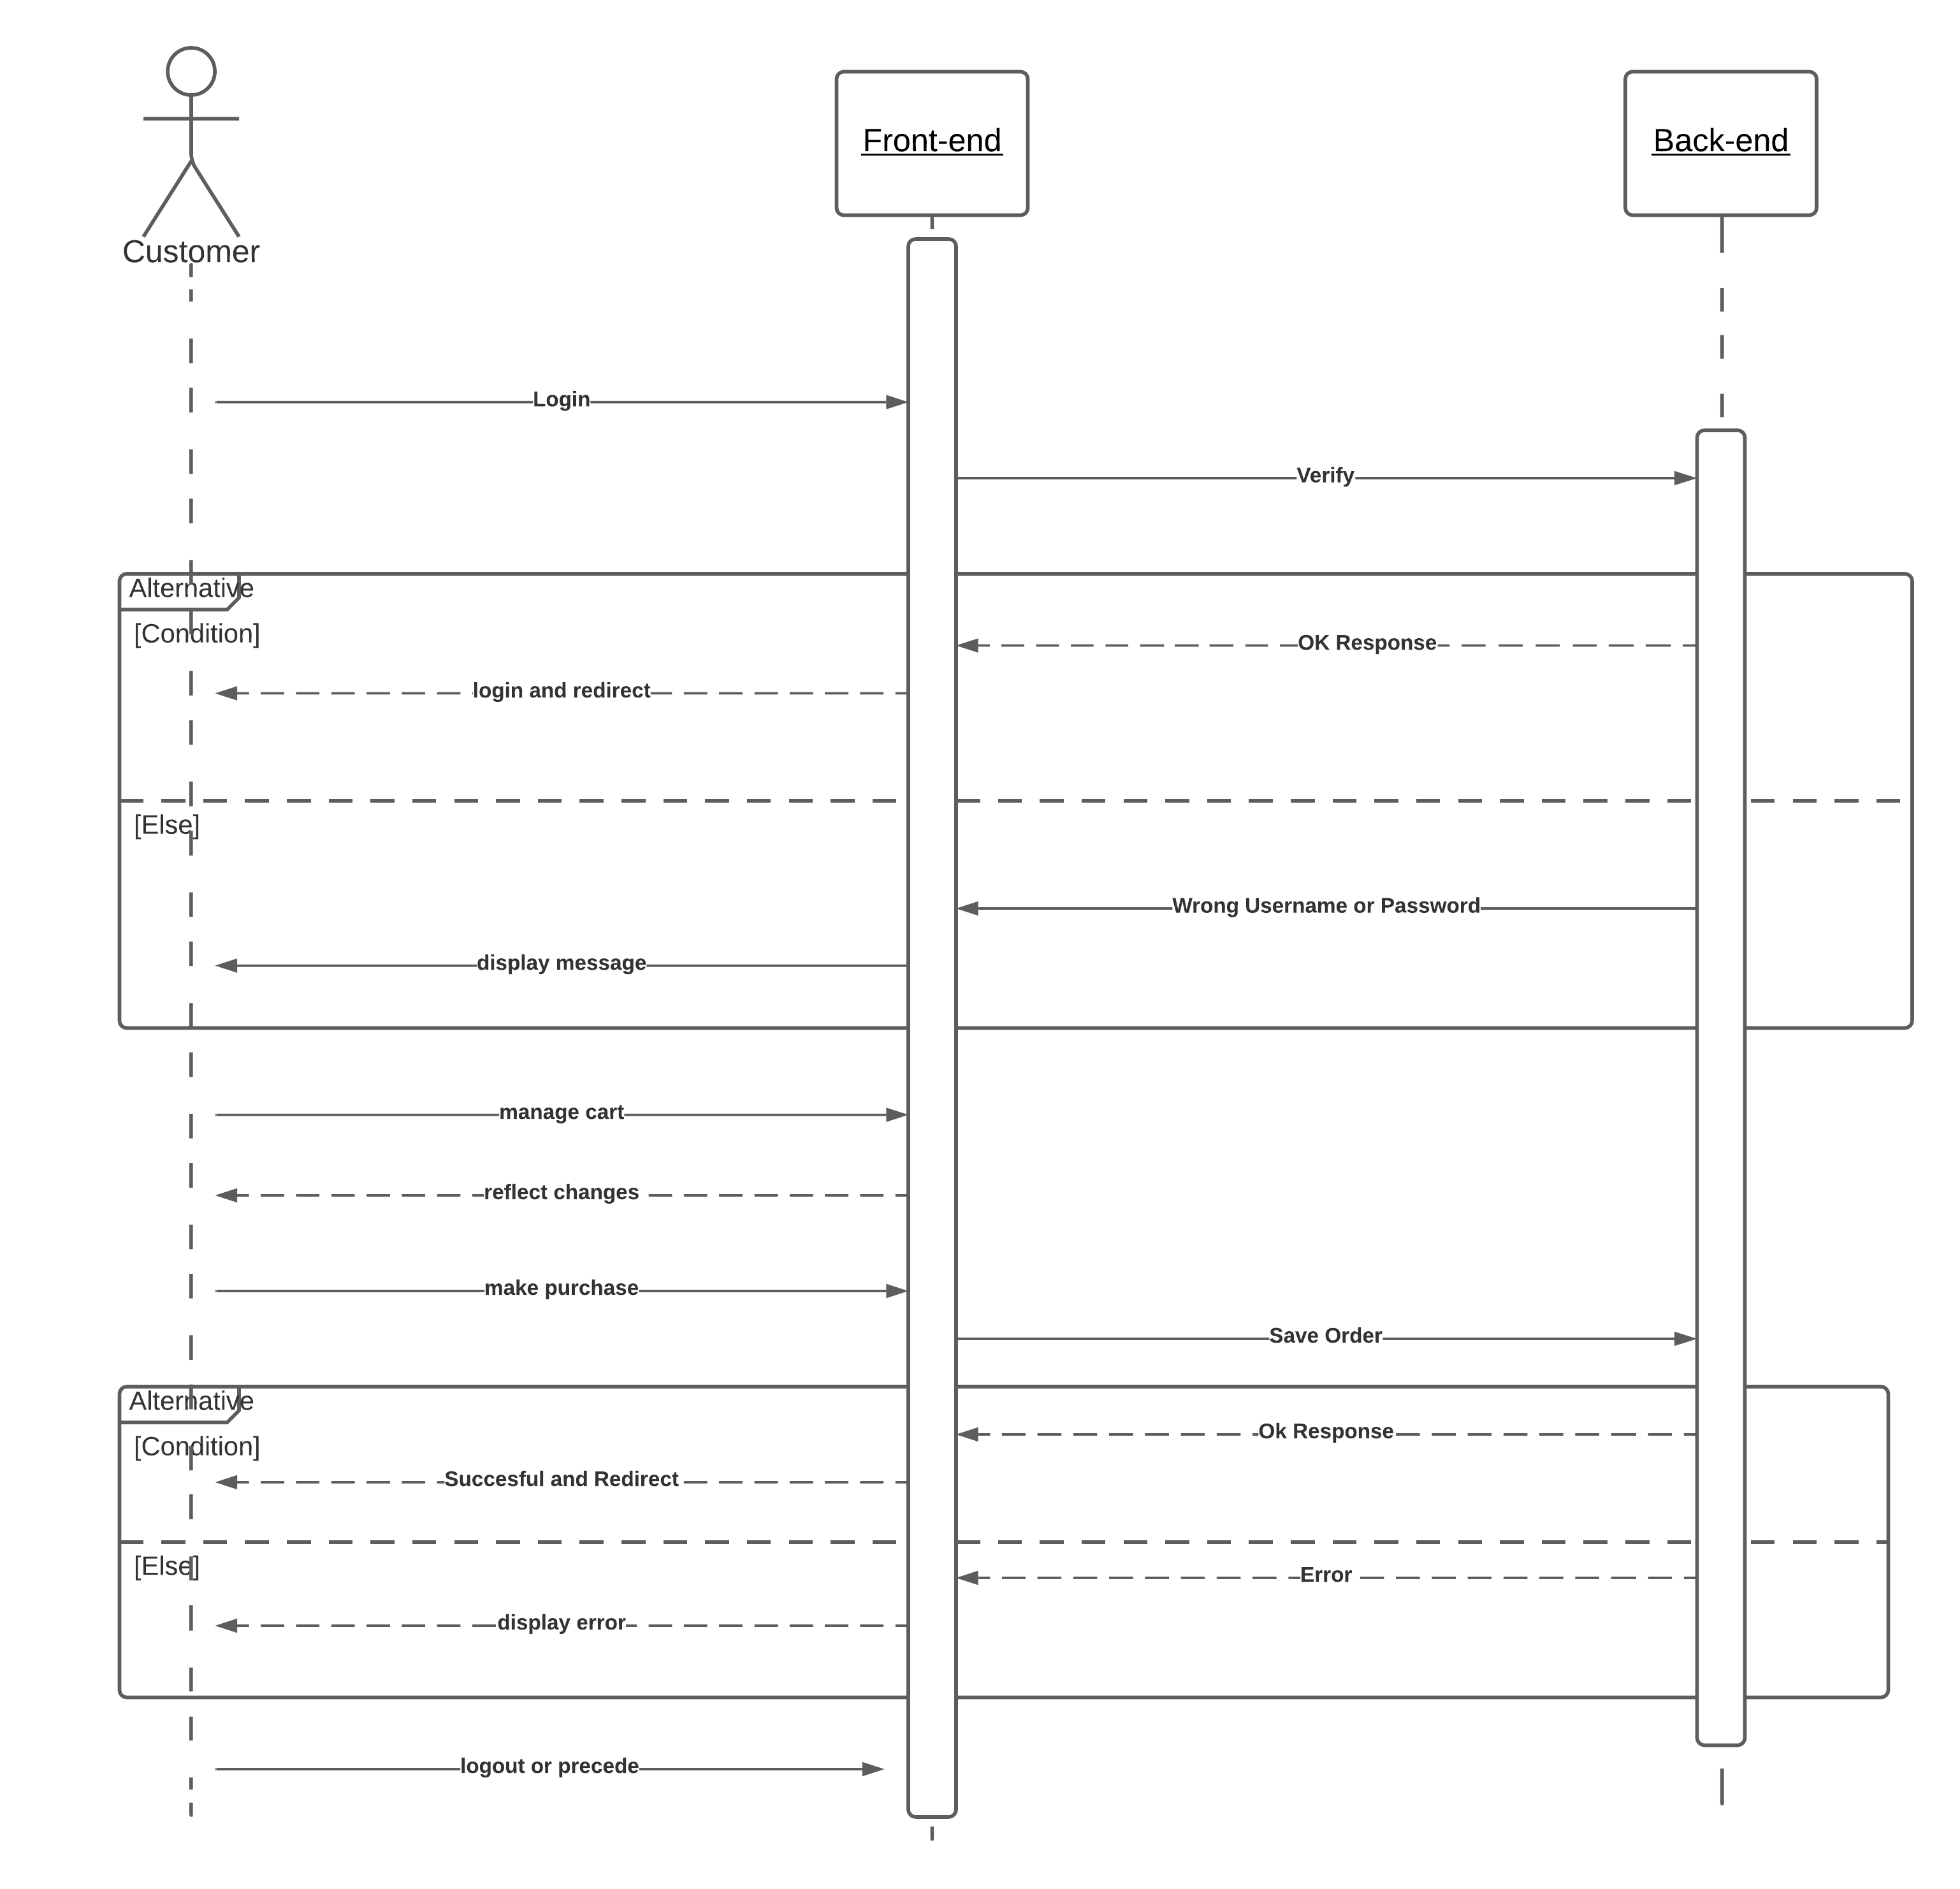 Front-end
Back-end
Customer
Login
Verify
Alternative
[Condition]
OK Response
login and redirect
[Else]
Wrong Username or Password
display message
manage cart
reflect changes
make purchase
Save Order
Alternative
[Condition]
Ok Response
Succesful and Redirect
[Else]
Error
display error
logout or precede